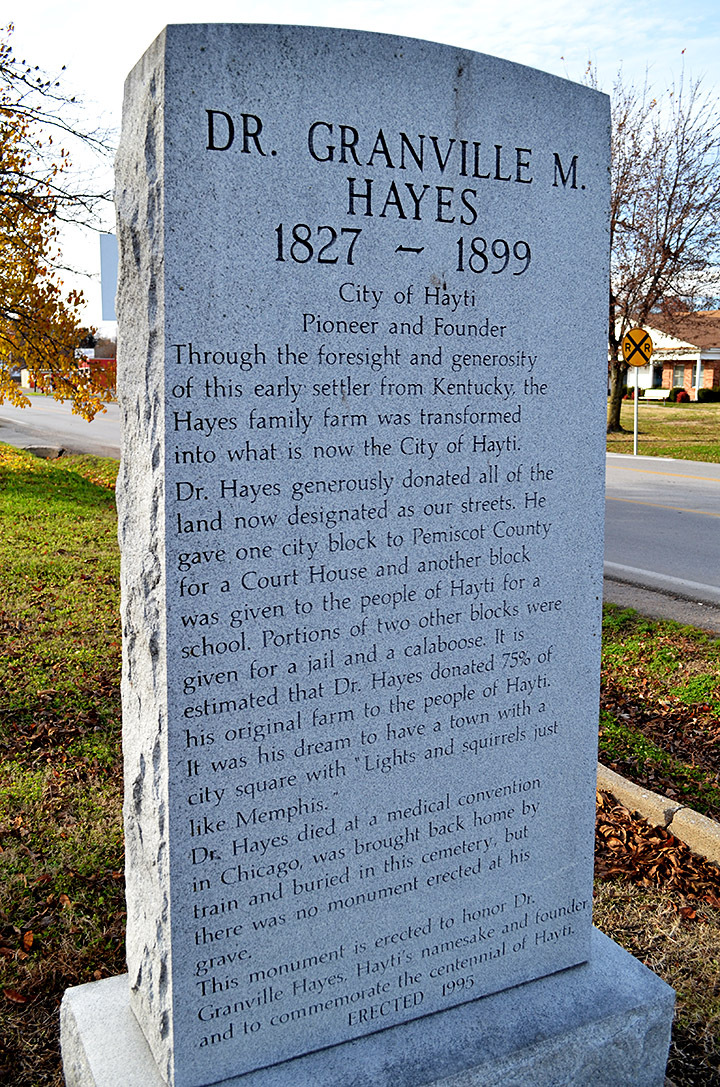 DR. GRANVILLE M.
HAYES
1827 ~ 1899
City of Hayti
Pioneer and Founder
Through the foresight and generosity
of this early settler from Kentucky, the
Hayes family farm was transformed
into what is now the City of Hayti.
Dr. Hayes generously donated all of the
land now designated as our streets. He
gave one city block to Pemiscot County
for a Court House and another block
was given to the people of Hayti for a
school. Portions of two other blocks were
given for a jail and a calaboose. It is
estimated that Dr. Hayes donated 75% of
his original farm to the people of Hayti.
It was his dream to have a town with a
city square with "Lights and squirrels just
like Memphis."
Dr. Hayes died at a medical convention
in Chicago, was brought back home by
train and buried in this cemetery, but
there was no monument erected at his
grave.
This monument is erected to honor Dr.
Granville Hayes, Hayti's namesake and founder
and to commemorate the centennial of Hayti.
ERECTED 1995
R R